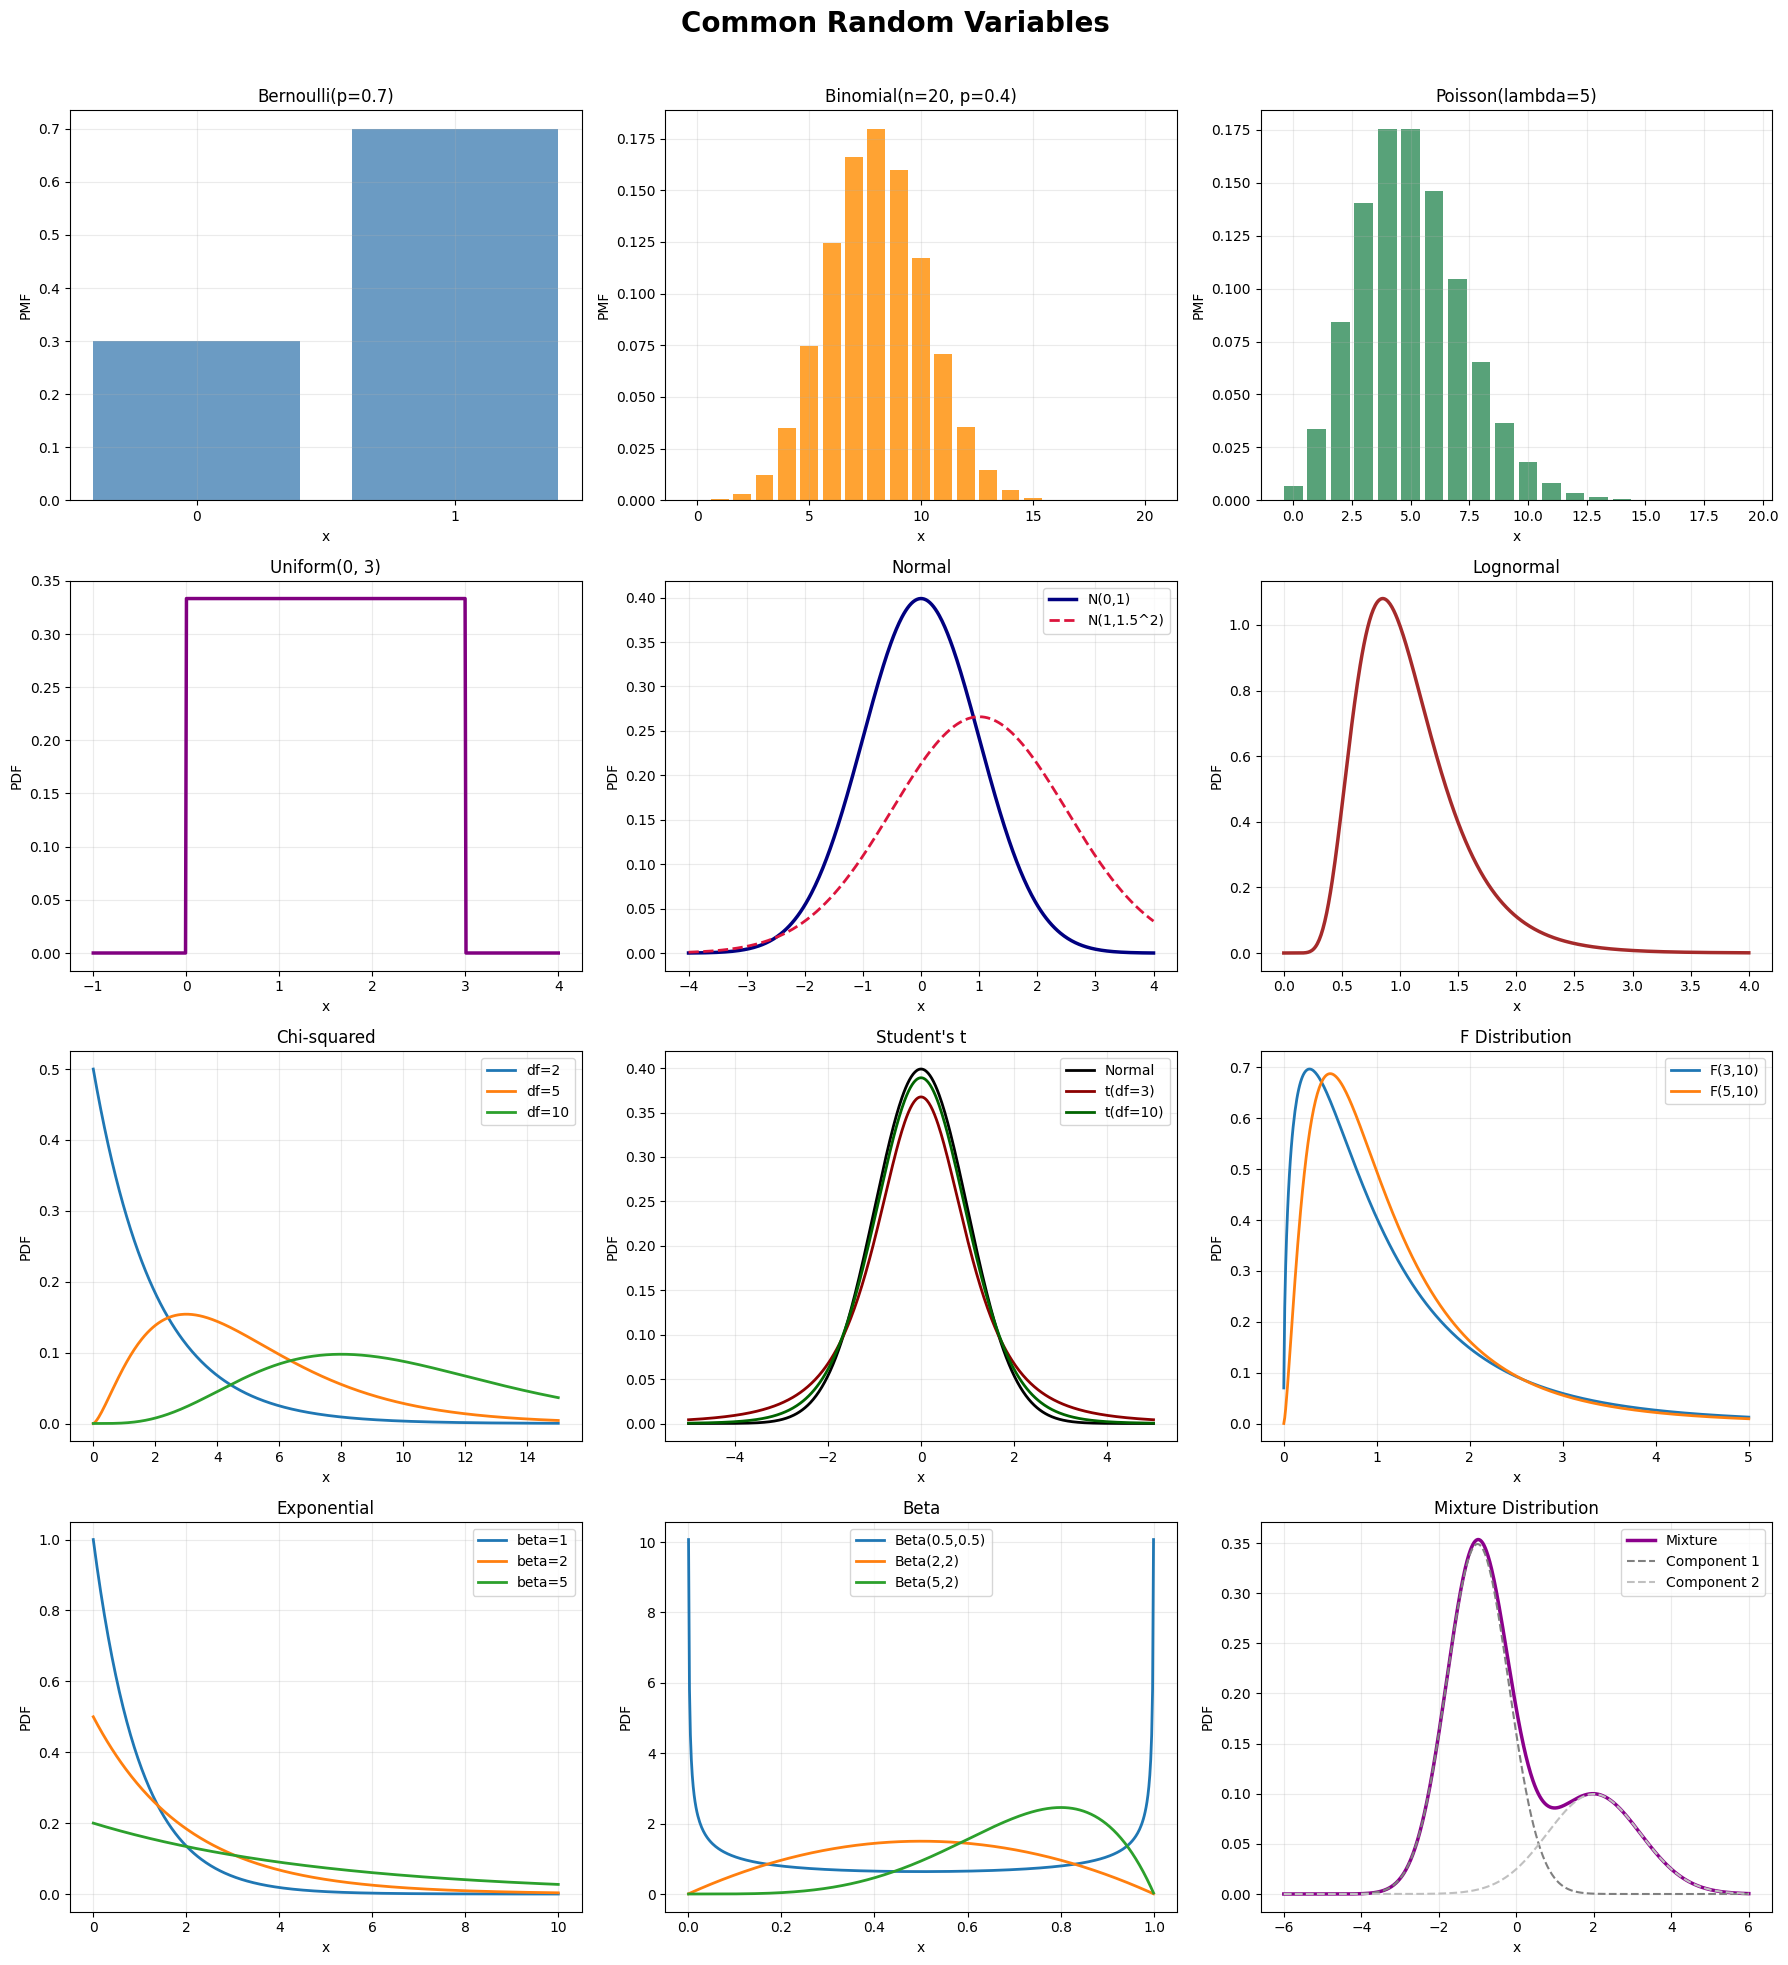 Common Random Variables
Bernoulli(p=0.7)
PMF
0.7
0.6
0.5
0.4
0.3
0.2
0.1
0.0
0 1
x
Binomial(n=20, p=0.4)
PMF
0.175
0.150
0.125
0.100
0.075
0.050
0.025
0.000
0 5 10 15 20
x
Poisson(lambda=5)
PMF
0.175
0.150
0.125
0.100
0.075
0.050
0.025
0.000
0.0 2.5 5.0 7.5 10.0 12.5 15.0 17.5 20.0
x
Uniform(0, 3)
PDF
0.35
0.30
0.25
0.20
0.15
0.10
0.05
0.00
−1 0 1 2 3 4
x
Normal
N(0,1)
N(1,1.5^2)
PDF
0.40
0.35
0.30
0.25
0.20
0.15
0.10
0.05
0.00
−4 −3 −2 −1 0 1 2 3 4
x
Lognormal
PDF
1.0
0.8
0.6
0.4
0.2
0.0
0.0 0.5 1.0 1.5 2.0 2.5 3.0 3.5 4.0
x
Chi-squared
df=2
df=5
df=10
PDF
0.5
0.4
0.3
0.2
0.1
0.0
0 2 4 6 8 10 12 14
x
Student's t
Normal
t(df=3)
t(df=10)
PDF
0.40
0.35
0.30
0.25
0.20
0.15
0.10
0.05
0.00
−4 −2 0 2 4
x
F Distribution
F(3,10)
F(5,10)
PDF
0.7
0.6
0.5
0.4
0.3
0.2
0.1
0.0
0 1 2 3 4 5
x
Exponential
beta=1
beta=2
beta=5
PDF
1.0
0.8
0.6
0.4
0.2
0.0
0 2 4 6 8 10
x
Beta
Beta(0.5,0.5)
Beta(2,2)
Beta(5,2)
PDF
10
8
6
4
2
0
0.0 0.2 0.4 0.6 0.8 1.0
x
Mixture Distribution
Mixture
Component 1
Component 2
PDF
0.35
0.30
0.25
0.20
0.15
0.10
0.05
0.00
−6 −4 −2 0 2 4 6
x